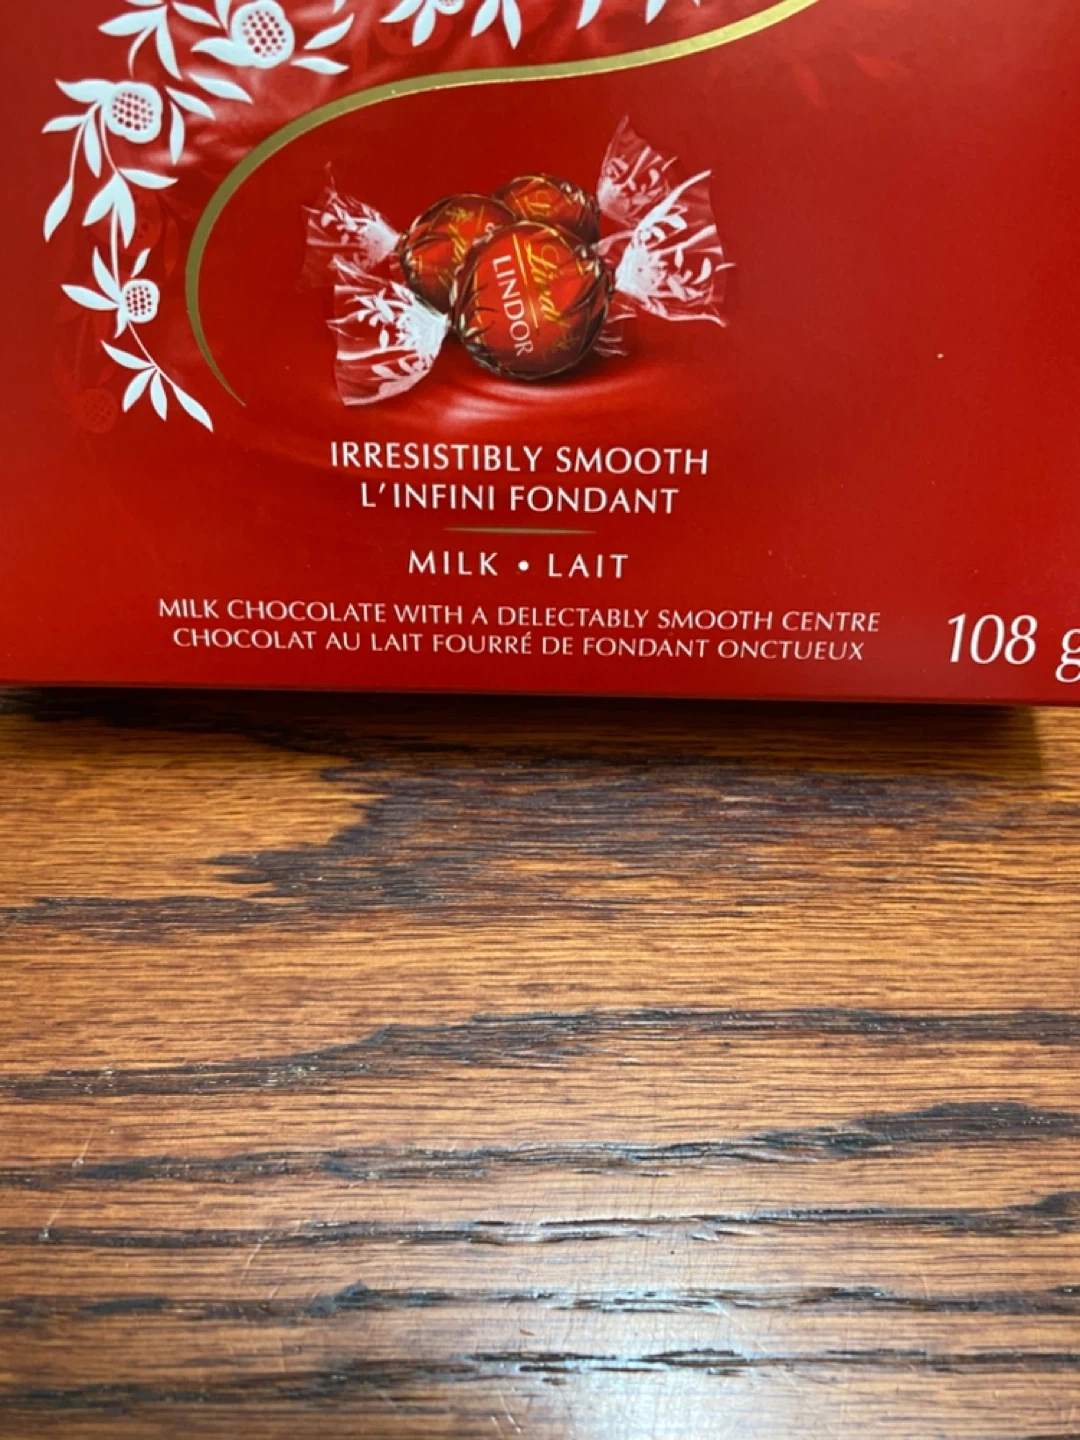 Lindt
LINDOR
IRRESISTIBLY SMOOTH
L'INFINI FONDANT
MILK • LAIT
MILK CHOCOLATE WITH A DELECTABLY SMOOTH CENTRE
CHOCOLAT AU LAIT FOURRÉ DE FONDANT ONCTUEUX
108 g